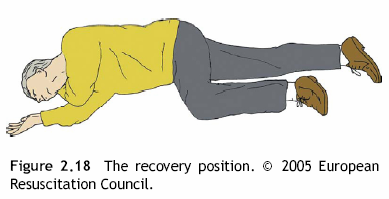 Figure 2.18 The recovery position. © 2005 European
Resuscitation Council.